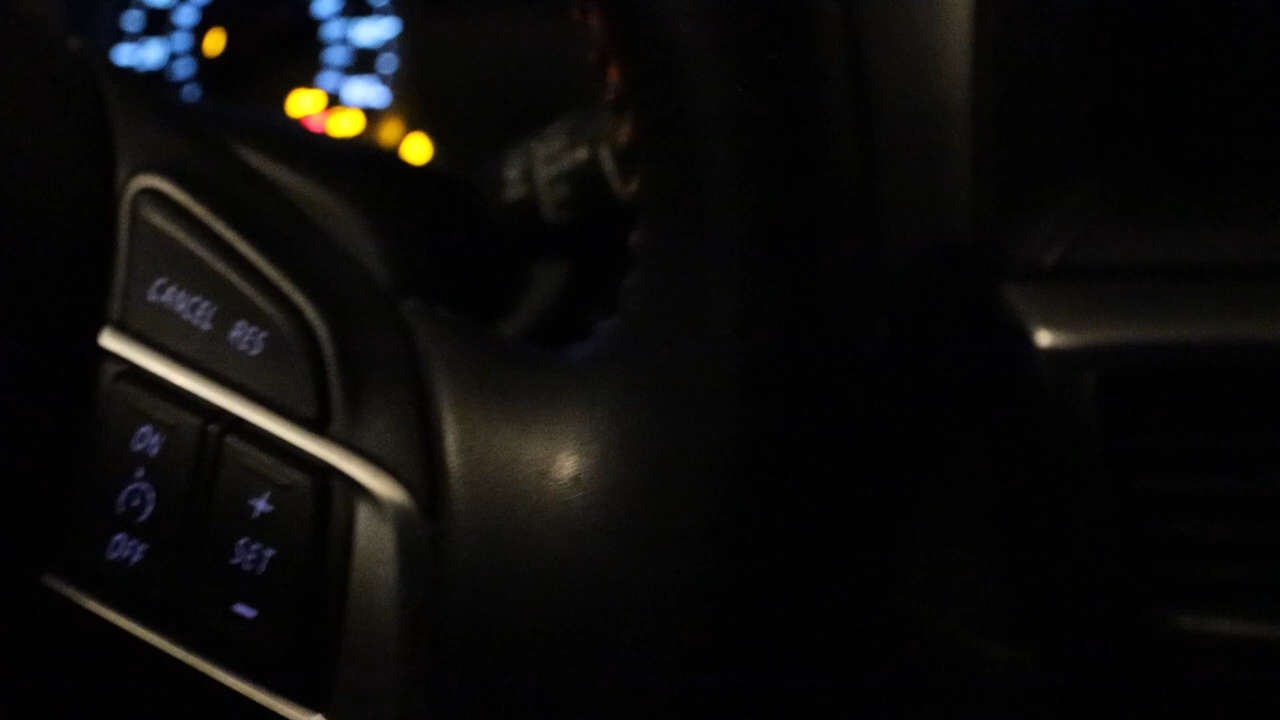 CANCEL RES
ON
+
OFF
SET
-